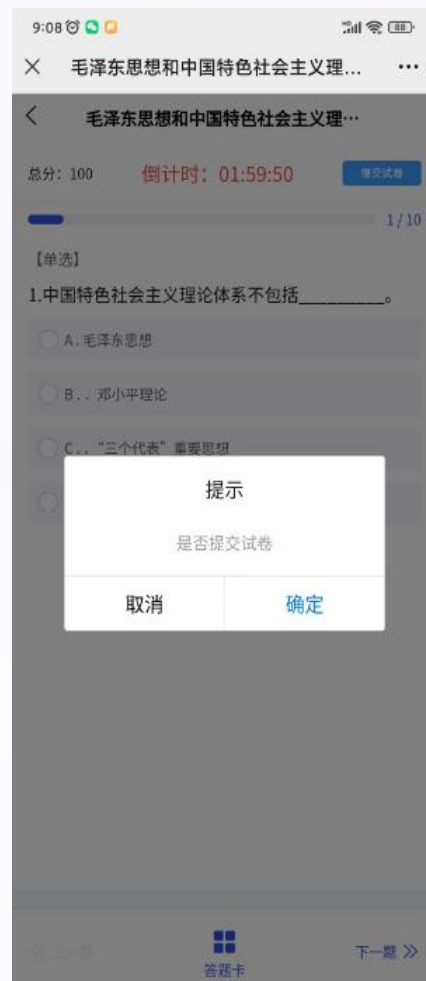 9:08
88
毛泽东思想和中国特色社会主义理...
毛泽东思想和中国特色社会主义理…
总分: 100 倒计时: 01:59:50 提交试卷
1/10
【单选】
1.中国特色社会主义理论体系不包括_________。
A.毛泽东思想
B.. 邓小平理论
C.. “三个代表”重要思想
提示
是否提交试卷
取消 确定
答题卡
下一题